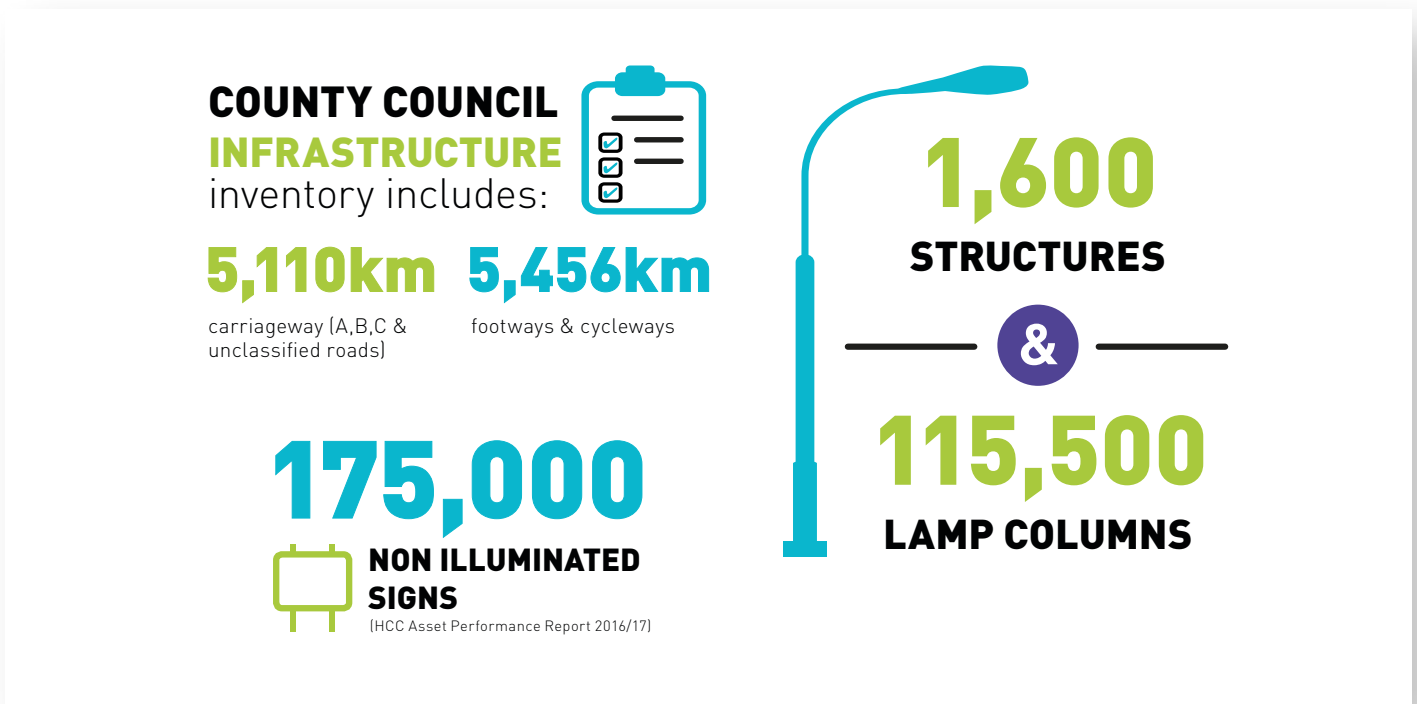 COUNTY COUNCIL
INFRASTRUCTURE
inventory includes:
5,110km
carriageway (A,B,C &
unclassified roads)
5,456km
footways & cycleways
175,000
NON ILLUMINATED
SIGNS
(HCC Asset Performance Report 2016/17)
1,600
STRUCTURES
&
115,500
LAMP COLUMNS